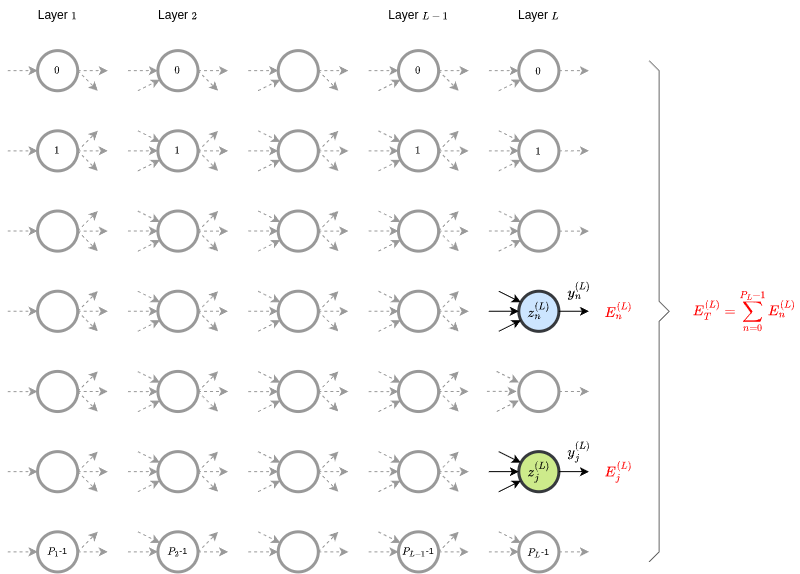 Layer 1 Layer 2 Layer L − 1 Layer L
0 0 0 0
1 1 1 1
y_n^{(L)}
z_n^{(L)} E_n^{(L)} E_T^{(L)} = \sum_{n=0}^{P_L−1} E_n^{(L)}
y_j^{(L)}
z_j^{(L)} E_j^{(L)}
P_1-1 P_2-1 P_{L−1}-1 P_L-1